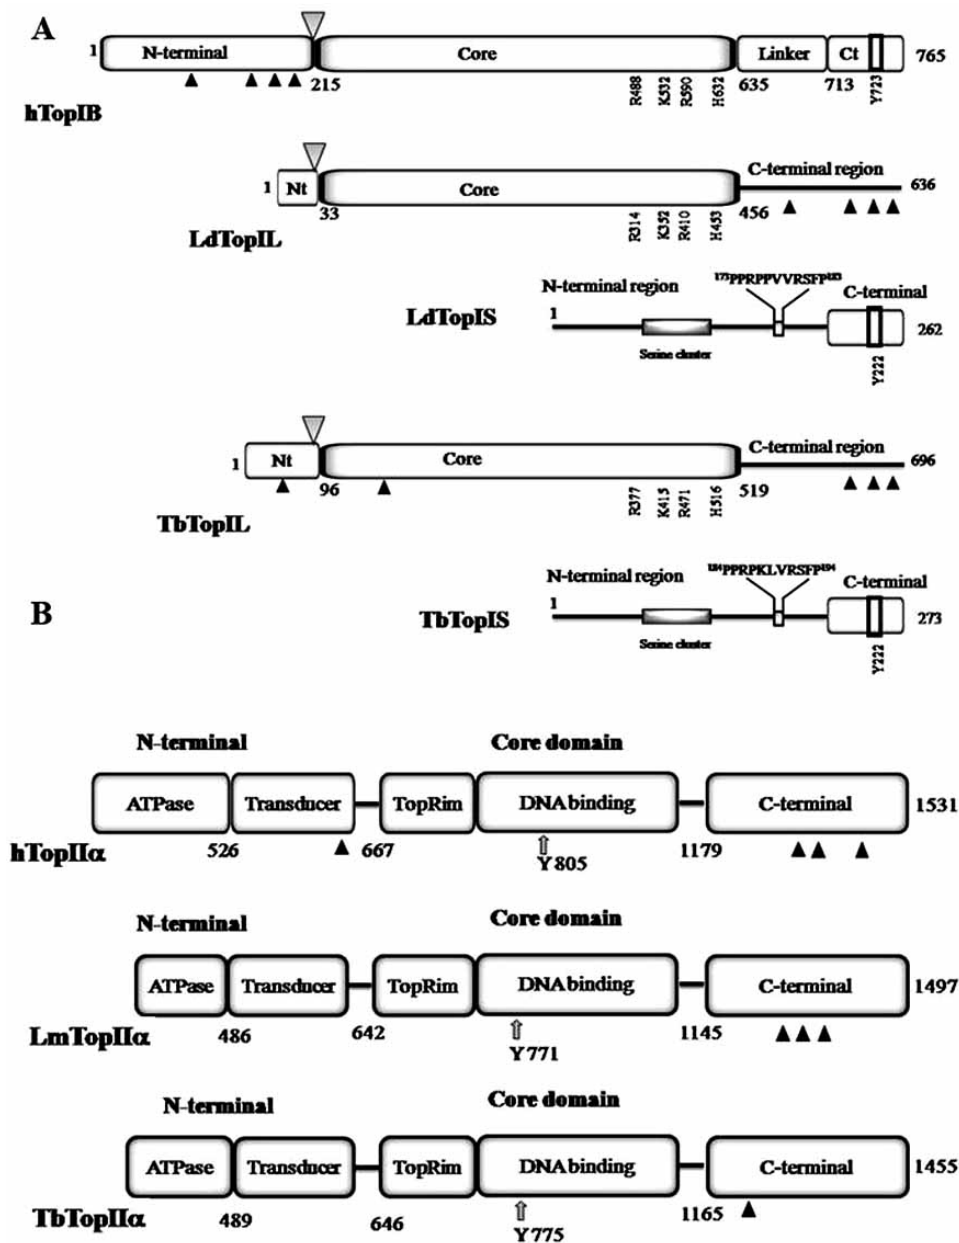 A
1 N-terminal Core Linker Ct 765
215 635 713
R488 K532 R590 H632 Y723
hTopIB
C-terminal region
1 Nt Core 636
33 456
R314 K352 R410 H453
LdTopIL
N-terminal region
C-terminal
LdTopIS
1 262
Serine cluster
Y222
C-terminal region
1 Nt Core 696
96 519
R377 K415 R471 H516
TbTopIL
184PPRPKLVRSFP194
N-terminal region C-terminal
B
1
TbTopIS 273
Serine cluster
Y222
N-terminal Core domain
ATPase Transducer TopRim DNA binding C-terminal 1531
526 667 1179
hTopIIα Y805
N-terminal Core domain
ATPase Transducer TopRim DNA binding C-terminal 1497
486 642 1145
LmTopIIα Y771
N-terminal Core domain
ATPase Transducer TopRim DNA binding C-terminal 1455
489 646 1165
TbTopIIα Y775